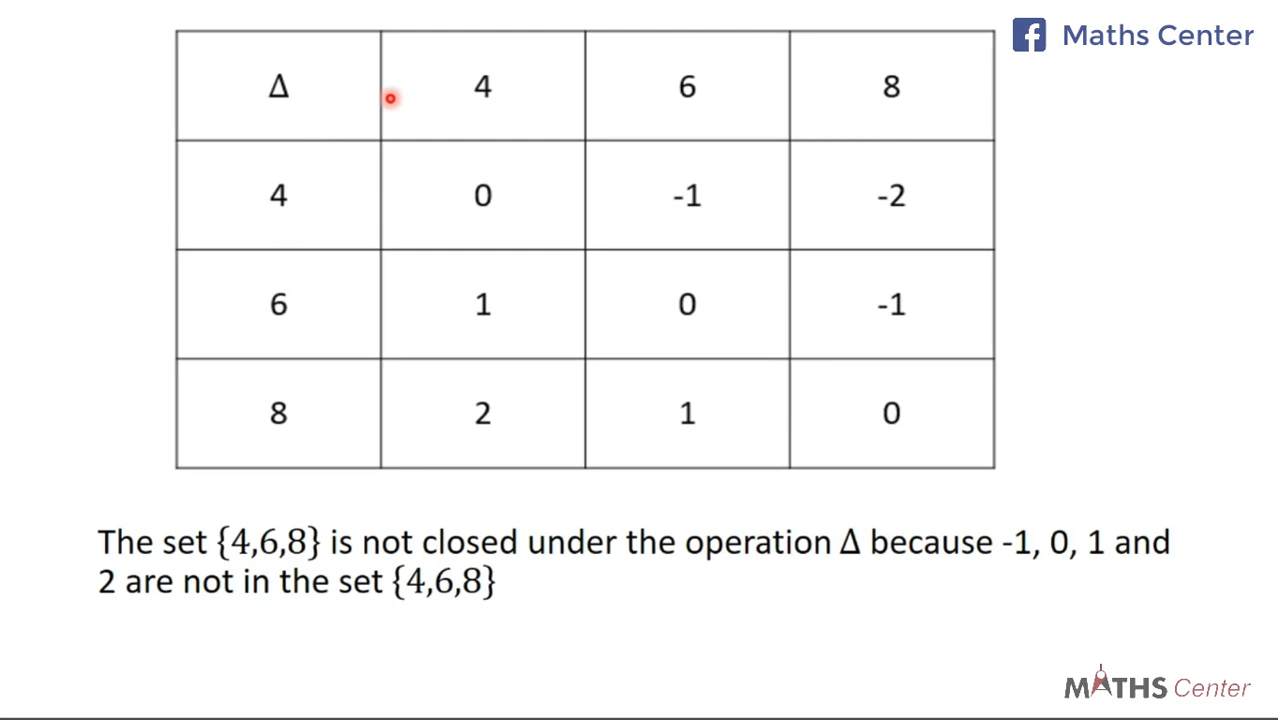 Maths Center
Δ 4 6 8
4 0 -1 -2
6 1 0 -1
8 2 1 0
The set {4,6,8} is not closed under the operation Δ because -1, 0, 1 and
2 are not in the set {4,6,8}
MATHS Center